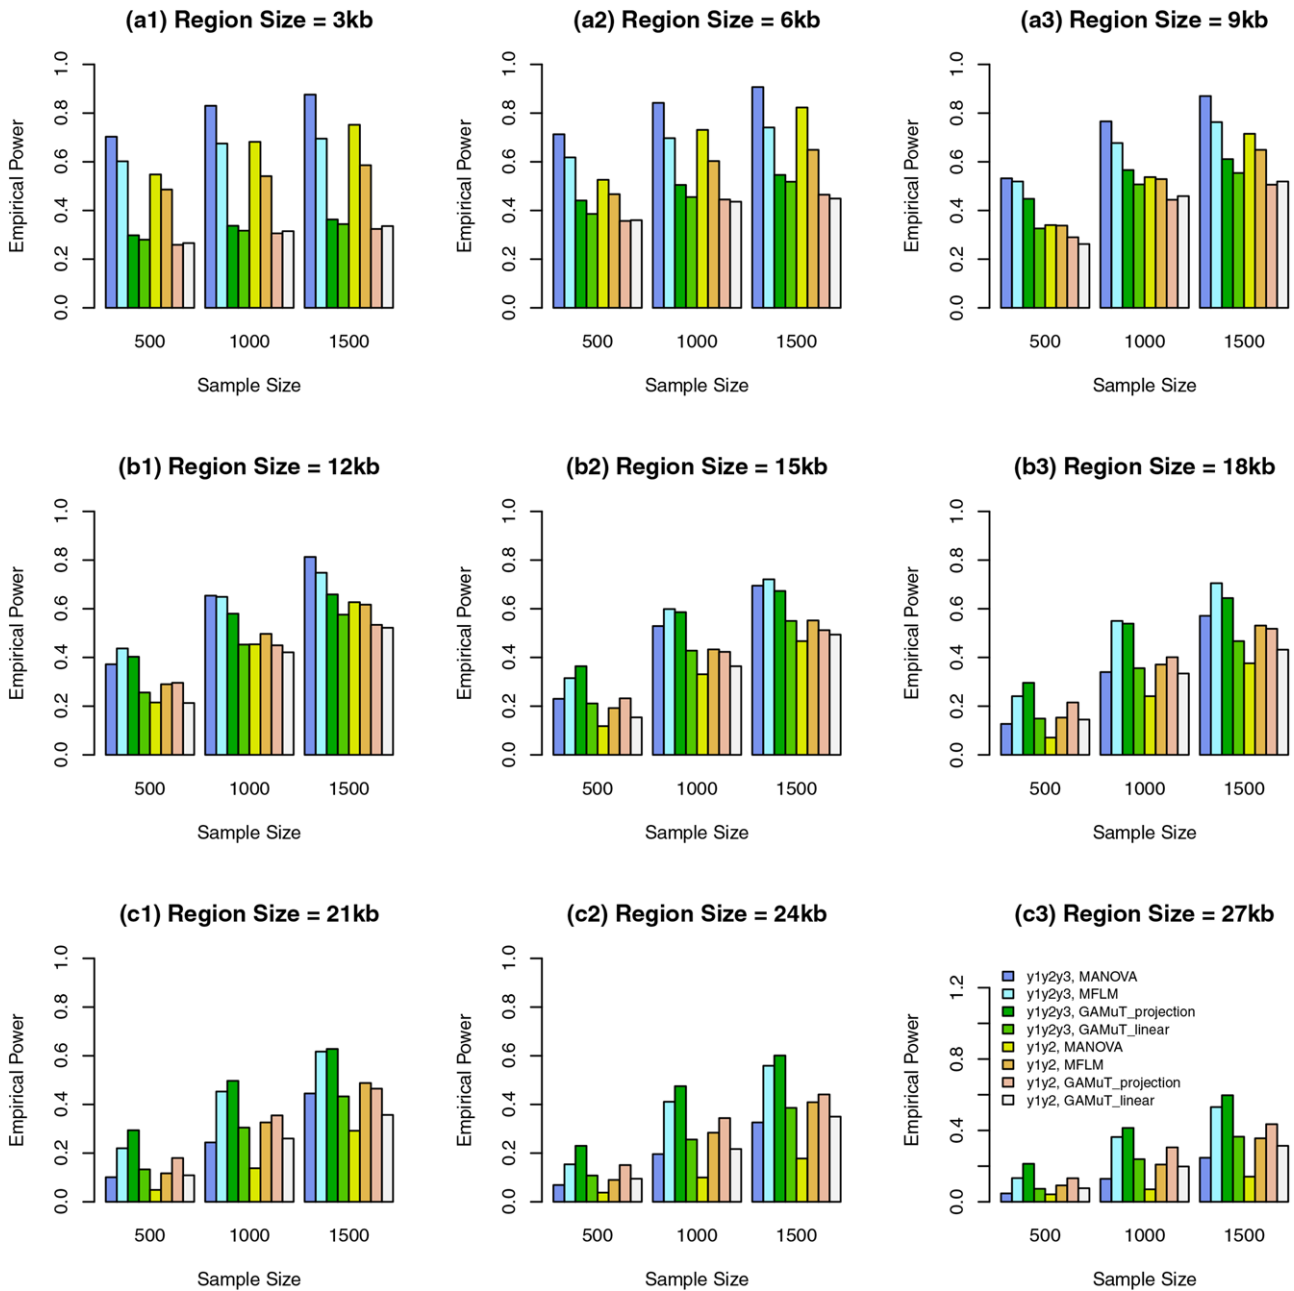 (a1) Region Size = 3kb
Empirical Power
0.0 0.2 0.4 0.6 0.8 1.0
500 1000 1500
Sample Size
(a2) Region Size = 6kb
Empirical Power
0.0 0.2 0.4 0.6 0.8 1.0
500 1000 1500
Sample Size
(a3) Region Size = 9kb
Empirical Power
0.0 0.2 0.4 0.6 0.8 1.0
500 1000 1500
Sample Size
(b1) Region Size = 12kb
Empirical Power
0.0 0.2 0.4 0.6 0.8 1.0
500 1000 1500
Sample Size
(b2) Region Size = 15kb
Empirical Power
0.0 0.2 0.4 0.6 0.8 1.0
500 1000 1500
Sample Size
(b3) Region Size = 18kb
Empirical Power
0.0 0.2 0.4 0.6 0.8 1.0
500 1000 1500
Sample Size
(c1) Region Size = 21kb
Empirical Power
0.0 0.2 0.4 0.6 0.8 1.0
500 1000 1500
Sample Size
(c2) Region Size = 24kb
Empirical Power
0.0 0.2 0.4 0.6 0.8 1.0
500 1000 1500
Sample Size
(c3) Region Size = 27kb
Empirical Power
0.0 0.4 0.8 1.2
y1y2y3, MANOVA
y1y2y3, MFLM
y1y2y3, GAMuT_projection
y1y2y3, GAMuT_linear
y1y2, MANOVA
y1y2, MFLM
y1y2, GAMuT_projection
y1y2, GAMuT_linear
500 1000 1500
Sample Size